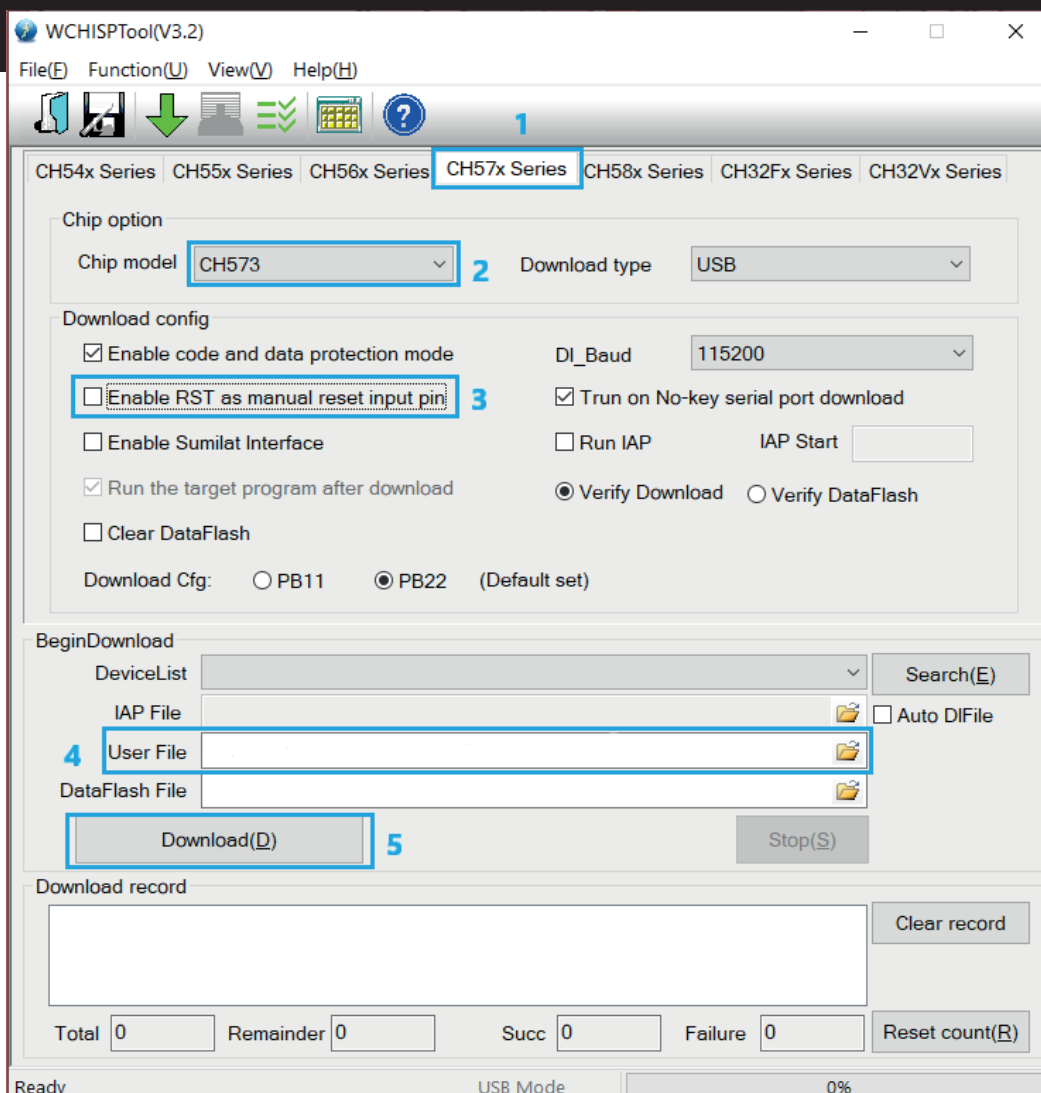 WCHISPTool(V3.2)
File(F) Function(U) View(V) Help(H)
1
CH54x Series CH55x Series CH56x Series CH57x Series CH58x Series CH32Fx Series CH32Vx Series
Chip option
Chip model CH573 2 Download type USB
Download config
Enable code and data protection mode DI_Baud 115200
Enable RST as manual reset input pin 3 Trun on No-key serial port download
Enable Sumilat Interface Run IAP IAP Start
Run the target program after download Verify Download Verify DataFlash
Clear DataFlash
Download Cfg: PB11 PB22 (Default set)
BeginDownload
DeviceList Search(E)
IAP File Auto DIFile
4 User File
DataFlash File
Download(D) 5 Stop(S)
Download record
Clear record
Total 0 Remainder 0 Succ 0 Failure 0 Reset count(R)
Ready USB Mode 0%